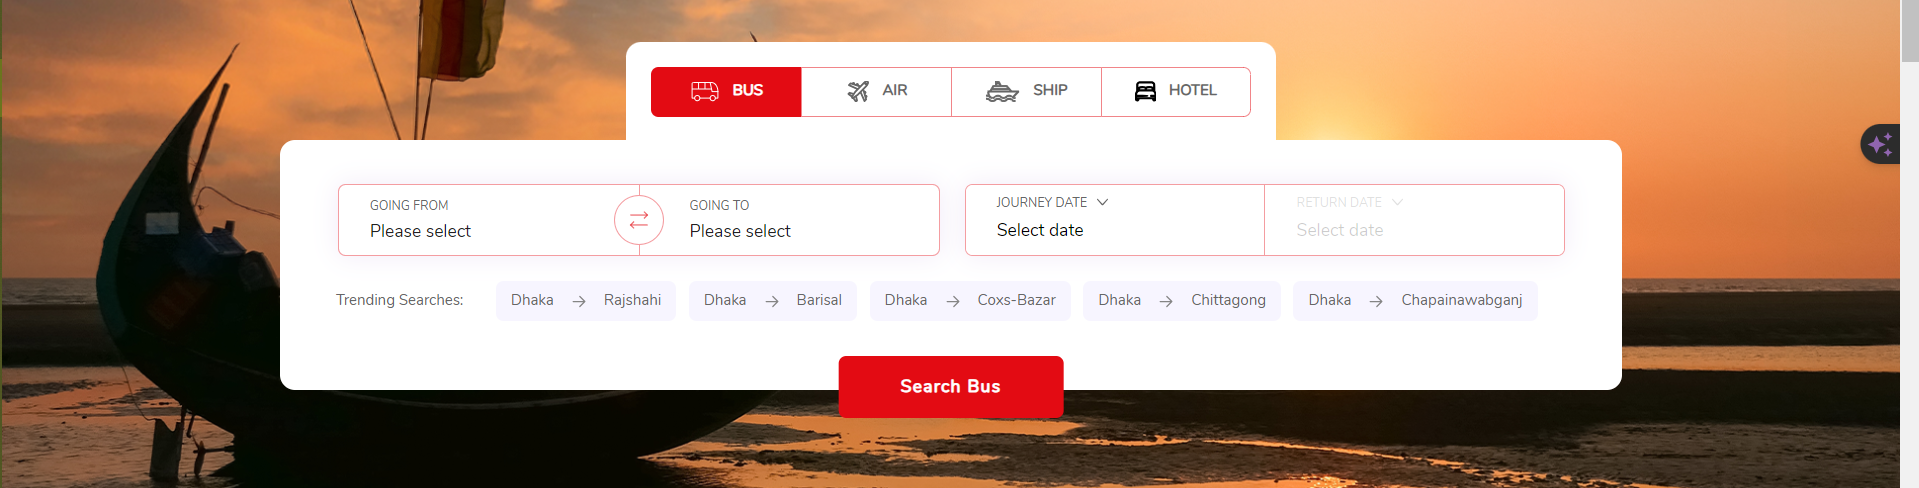 BUS AIR SHIP HOTEL
GOING FROM GOING TO JOURNEY DATE RETURN DATE
Please select Please select Select date Select date
Trending Searches: Dhaka → Rajshahi Dhaka → Barisal Dhaka → Coxs-Bazar Dhaka → Chittagong Dhaka → Chapainawabganj
Search Bus